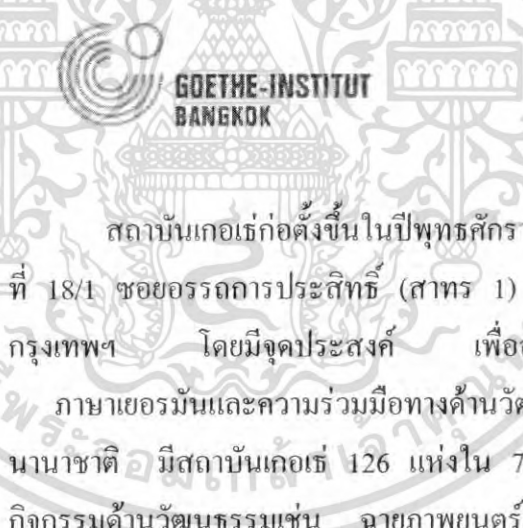 GOETHE-INSTITUT
BANGKOK
สถาบันเกอเธ่ก่อตั้งขึ้นในปีพุทธศักรา
ที่ 18/1 ซอยอรรถการประสิทธิ์ (สาทร 1)
กรุงเทพฯ โดยมีจุดประสงค์ เพื่อ
ภาษาเยอรมันและความร่วมมือทางด้านวัต
นานาชาติ มีสถาบันเกอเธ่ 126 แห่งใน 7
กิจกรรมด้านวัฒนธรรมเช่น ฉายภาพยนตร์